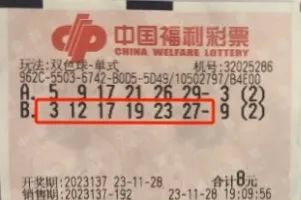 中国福利彩票
CHINA WELFARE LOTTERY
玩法:双色球-单式 机号:32025286
962C-5503-6742-B0D5-5D49/10502797/B4E00
A. 5 9 17 21 26 29- 3 (2)
B. 3 12 17 19 23 27- 9 (2)
合计8元
开奖期:2023137 23-11-28
销售期:2023137-192 23-11-28 19:09:56